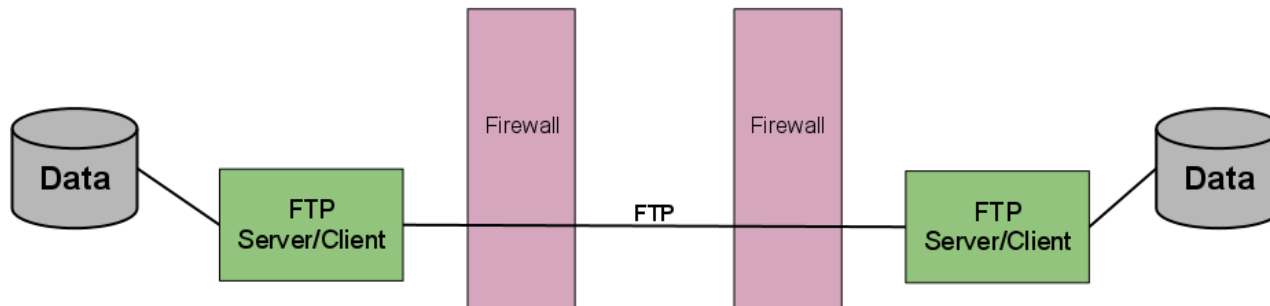 Firewall
Firewall
Data
FTP
Server/Client
FTP
FTP
Server/Client
Data